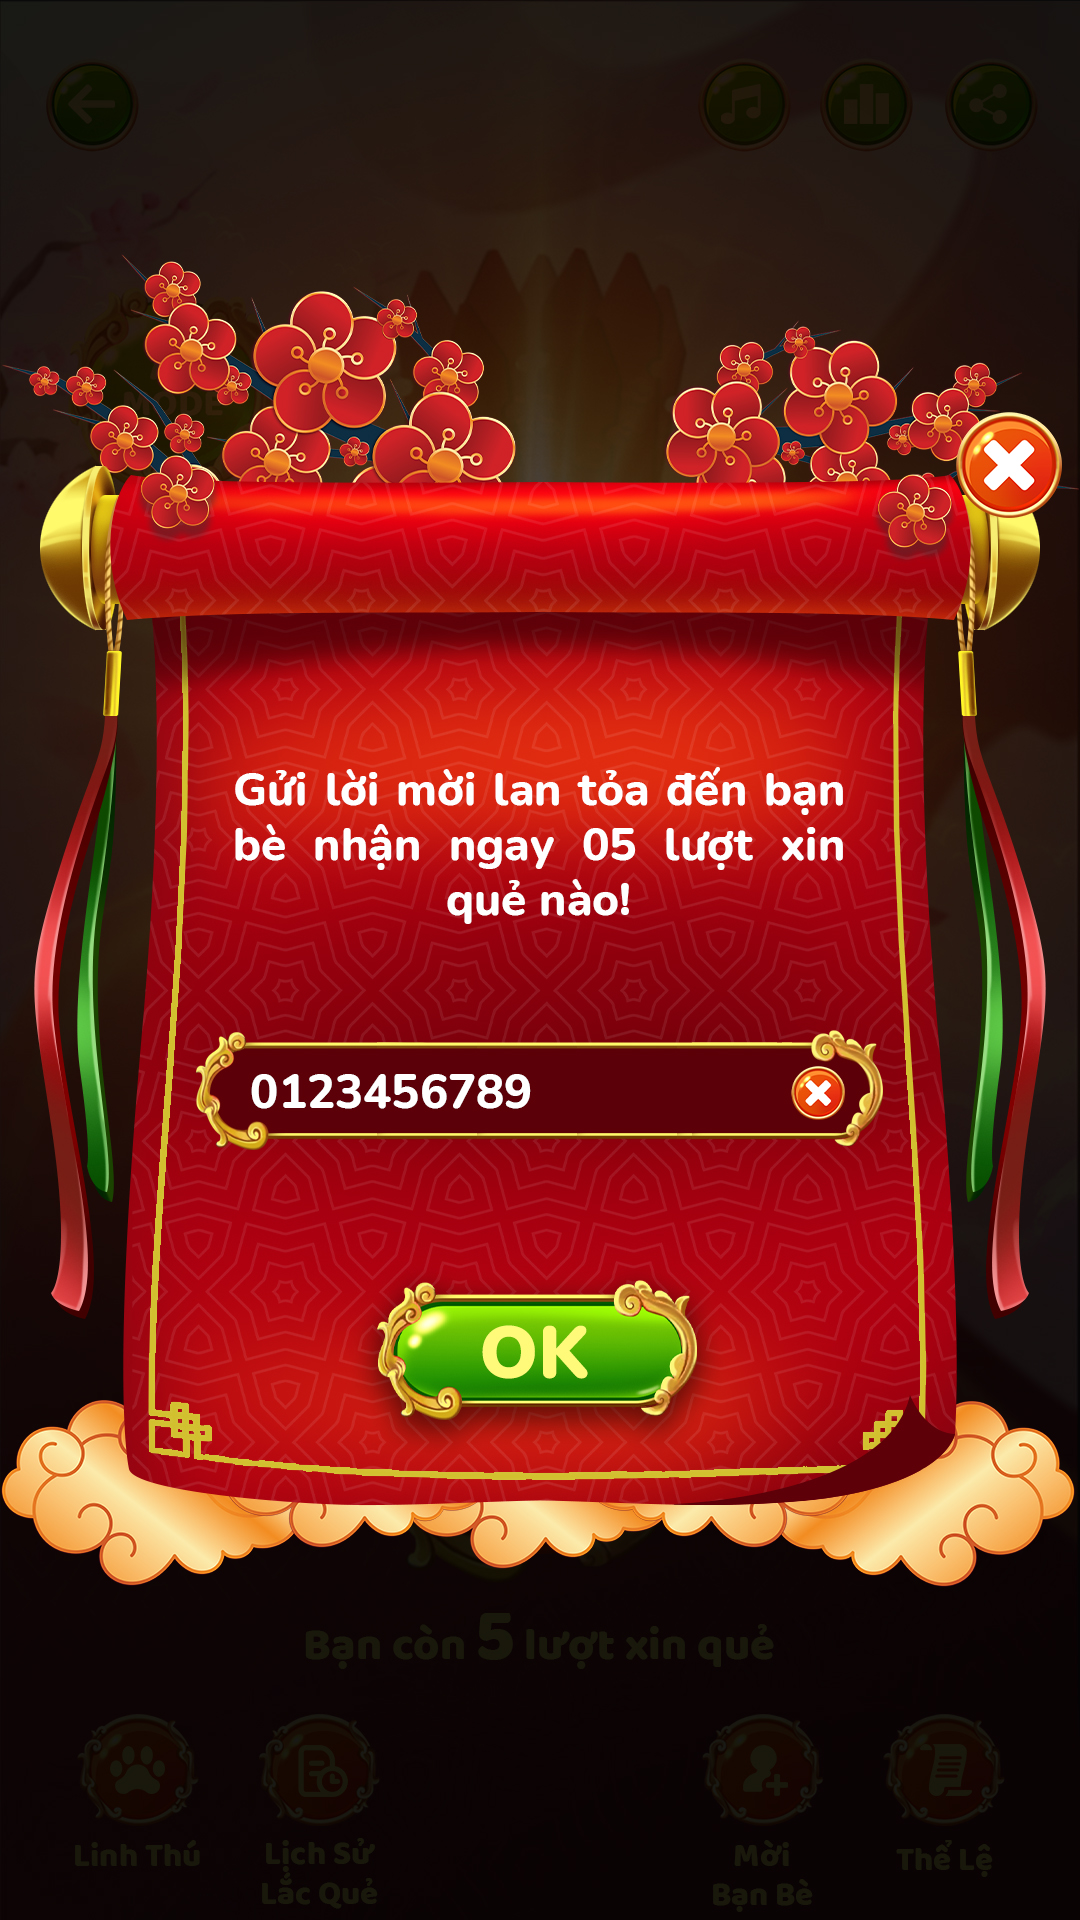 MODE
Gửi lời mời lan tỏa đến bạn
bè nhận ngay 05 lượt xin
quẻ nào!
0123456789
OK
Bạn còn 5 lượt xin quẻ
Linh Thú
Lịch Sử
Lắc Quẻ
Mời
Bạn Bè
Thể Lệ